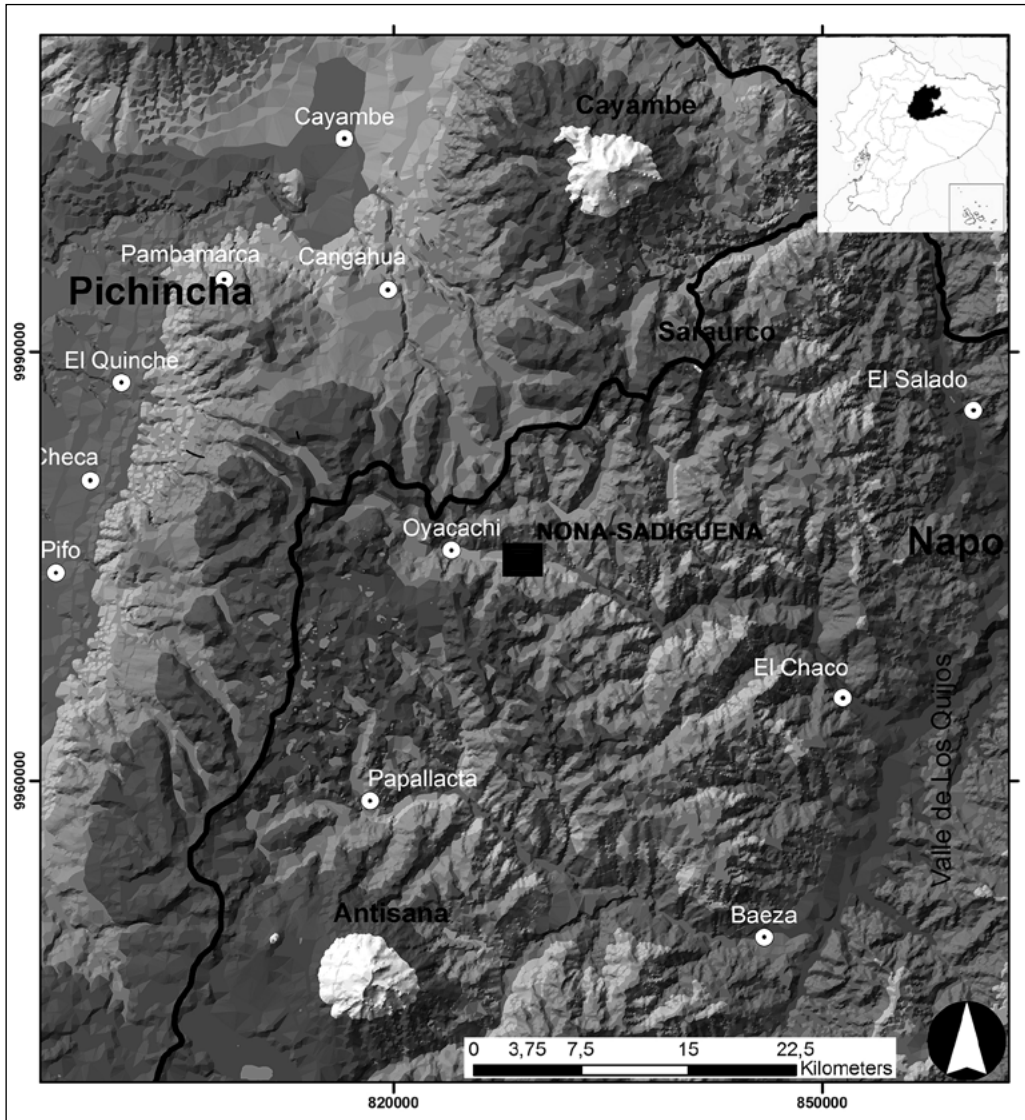 Cayambe
Cayambe
Pambamarca
Cangahua
Pichincha
Saraurco
9990000
El Quinche
El Salado
Checa
Oyacachi
NONA-SADIGUENA
Napo
Pifo
El Chaco
Valle de Los Quijos
9960000
Papallacta
Antisana
Baeza
0 3,75 7,5 15 22,5
Kilometers
820000
850000